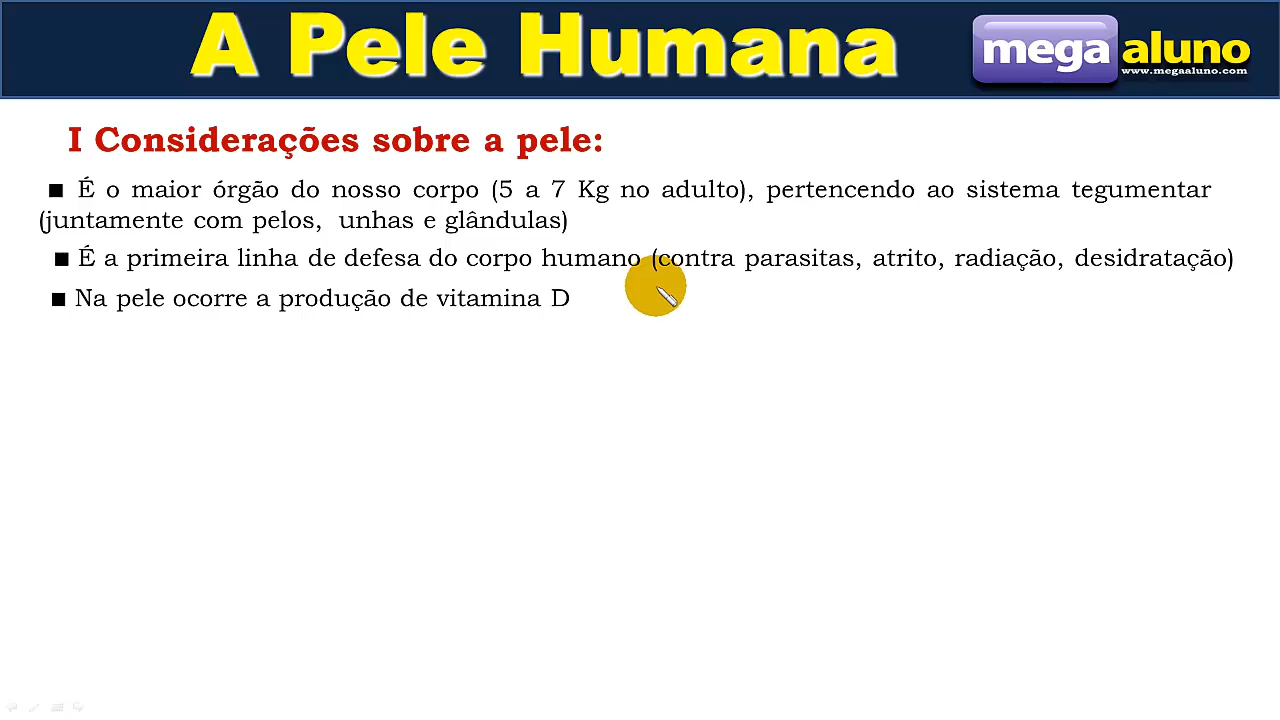 A Pele Humana
mega aluno
www.megaaluno.com
I Considerações sobre a pele:
▪ É o maior órgão do nosso corpo (5 a 7 Kg no adulto), pertencendo ao sistema tegumentar
(juntamente com pelos, unhas e glândulas)
▪ É a primeira linha de defesa do corpo humano (contra parasitas, atrito, radiação, desidratação)
▪ Na pele ocorre a produção de vitamina D